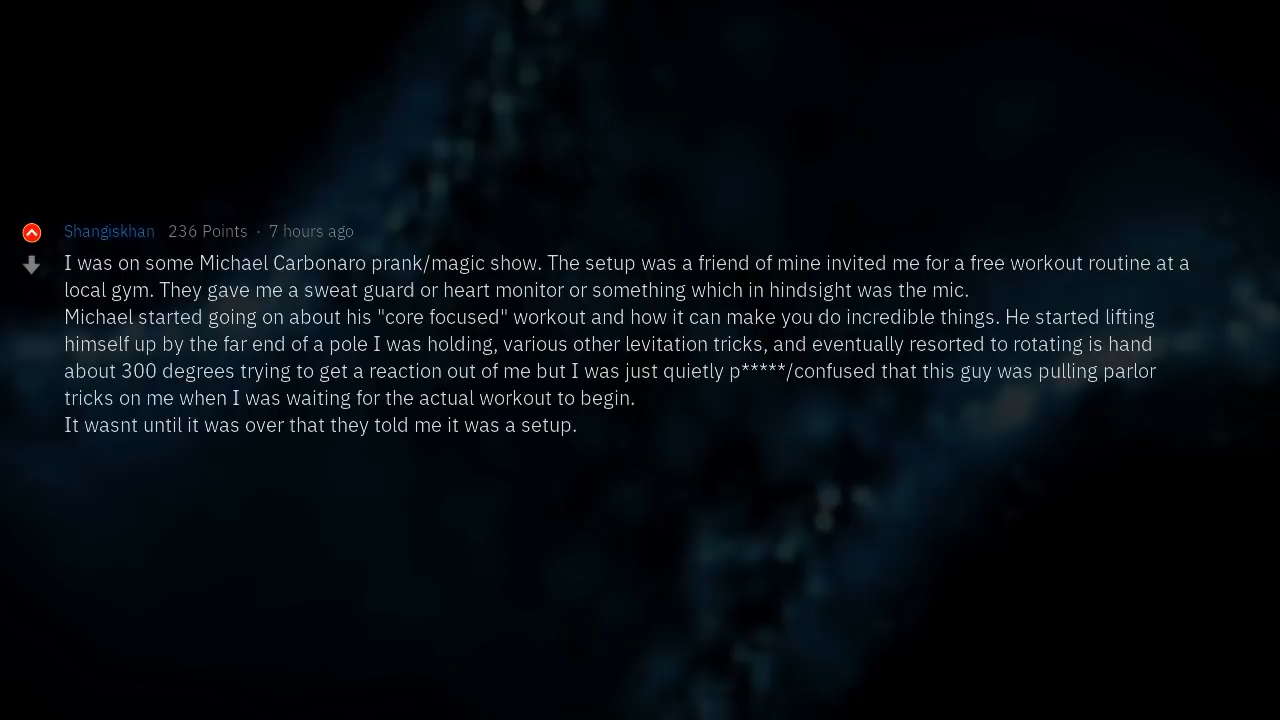 Shangiskhan 236 Points · 7 hours ago
I was on some Michael Carbonaro prank/magic show. The setup was a friend of mine invited me for a free workout routine at a
local gym. They gave me a sweat guard or heart monitor or something which in hindsight was the mic.
Michael started going on about his "core focused" workout and how it can make you do incredible things. He started lifting
himself up by the far end of a pole I was holding, various other levitation tricks, and eventually resorted to rotating is hand
about 300 degrees trying to get a reaction out of me but I was just quietly p*****/confused that this guy was pulling parlor
tricks on me when I was waiting for the actual workout to begin.
It wasnt until it was over that they told me it was a setup.